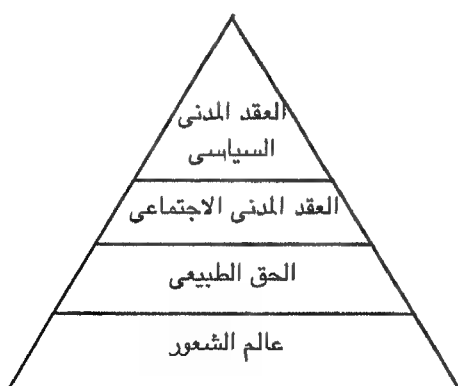 العقد المدنى
السياسى
العقد المدنى الاجتماعى
الحق الطبيعى
عالم الشعور